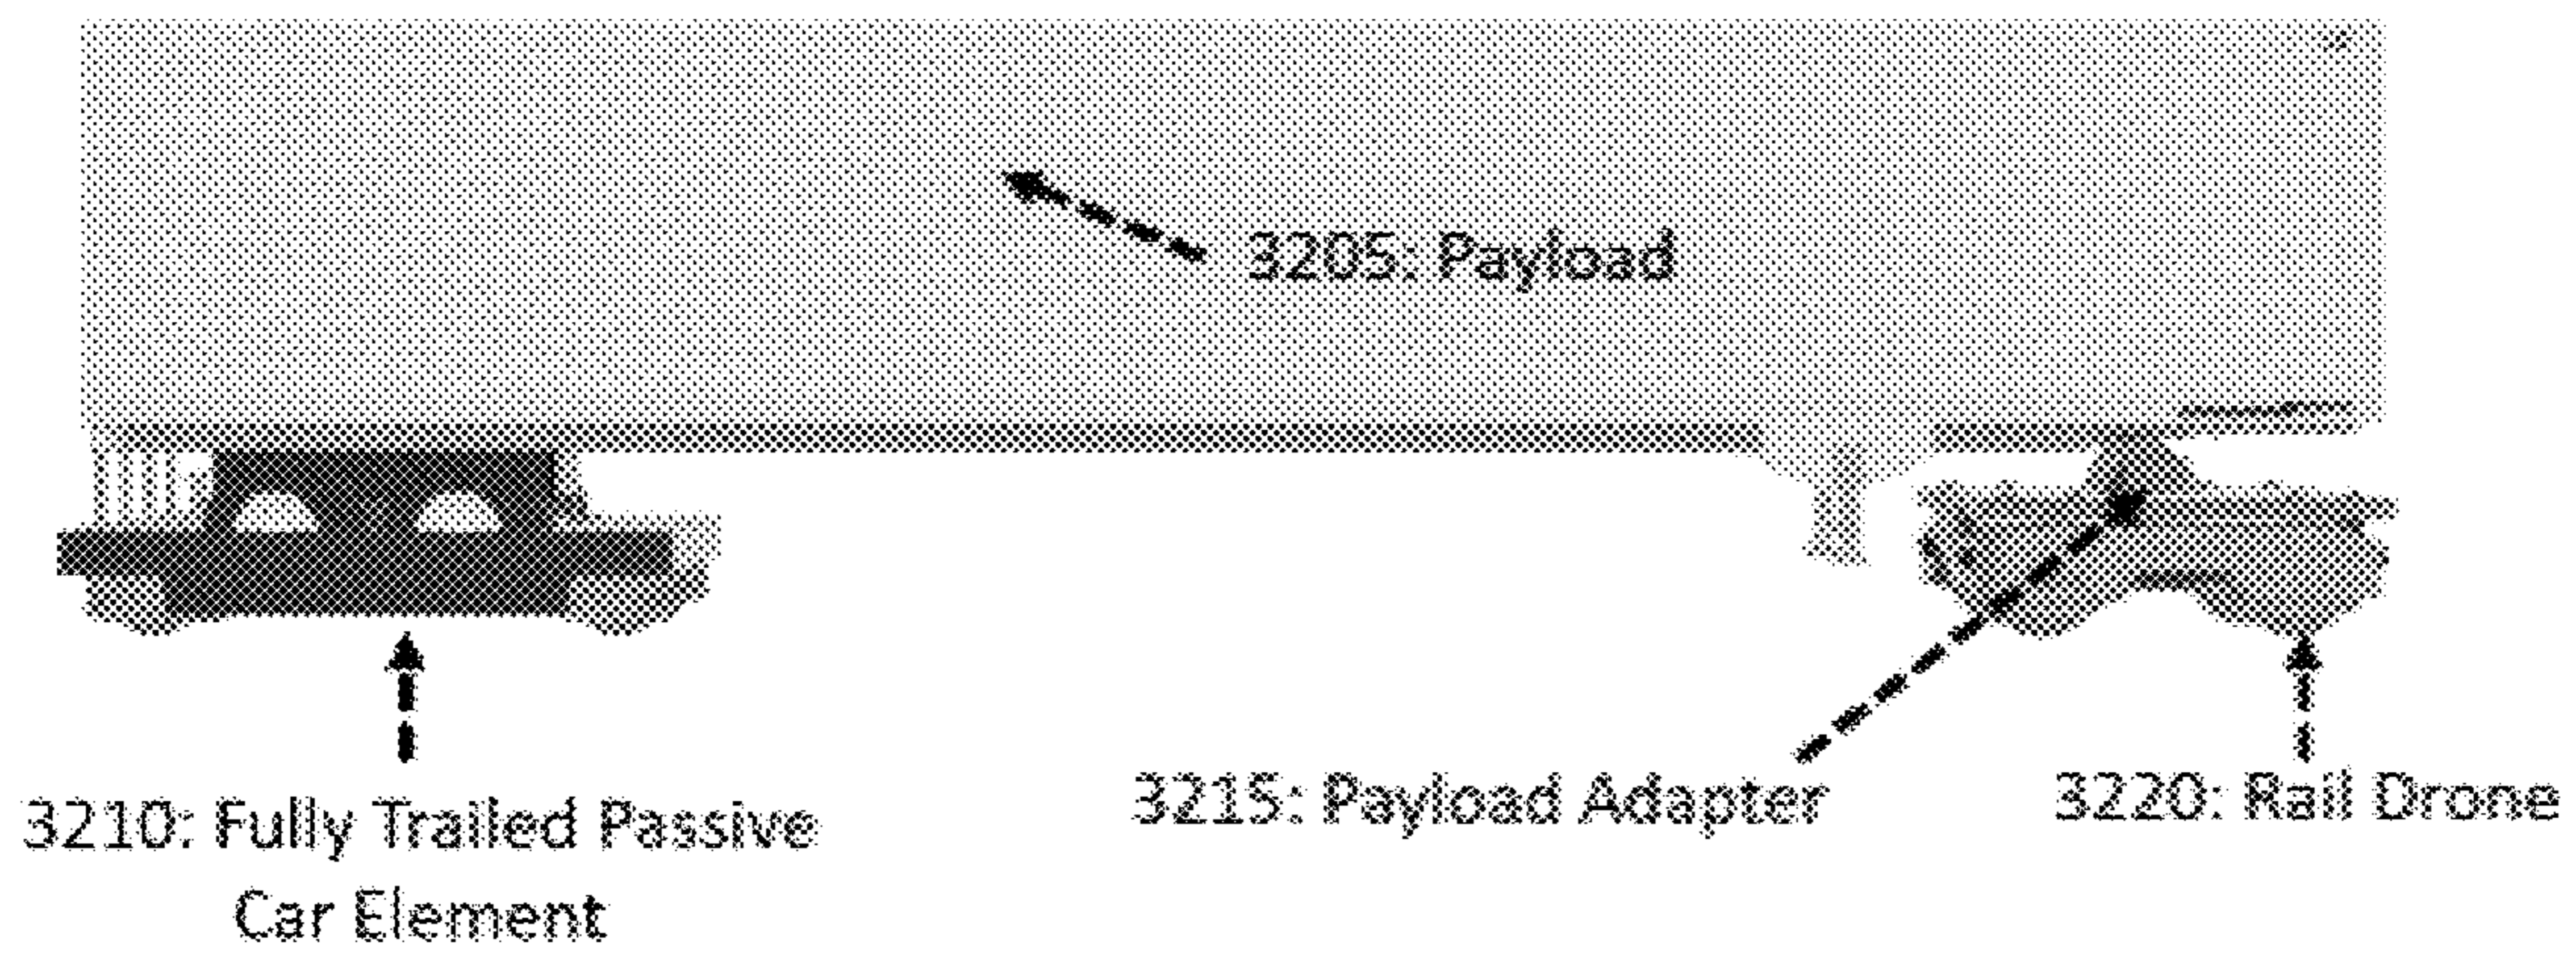 3205: Payload
3215: Payload Adapter
3220: Rail Drone
3210: Fully Trailed Passive
Car Element